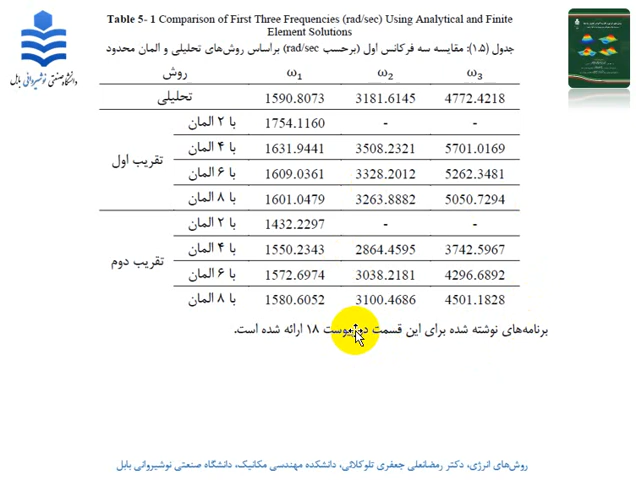 Table 5- 1 Comparison of First Three Frequencies (rad/sec) Using Analytical and Finite
Element Solutions
جدول (۱.۵): مقایسه سه فرکانس اول (برحسب rad/sec) براساس روش‌های تحلیلی و المان محدود
روش ω1 ω2 ω3
تحلیلی 1590.8073 3181.6145 4772.4218
تقریب اول
با ۲ المان 1754.1160 - -
با ۴ المان 1631.9441 3508.2321 5701.0169
با ۶ المان 1609.0361 3328.2012 5262.3481
با ۸ المان 1601.0479 3263.8882 5050.7294
تقریب دوم
با ۲ المان 1432.2297 - -
با ۴ المان 1550.2343 2864.4595 3742.5967
با ۶ المان 1572.6974 3038.2181 4296.6892
با ۸ المان 1580.6052 3100.4686 4501.1828
برنامه‌های نوشته شده برای این قسمت در پیوست ۱۸ ارائه شده است.
دانشگاه صنعتی نوشیروانی بابل
روش‌های انرژی، دکتر رمضانعلی جعفری تلوکلائی، دانشکده مهندسی مکانیک، دانشگاه صنعتی نوشیروانی بابل